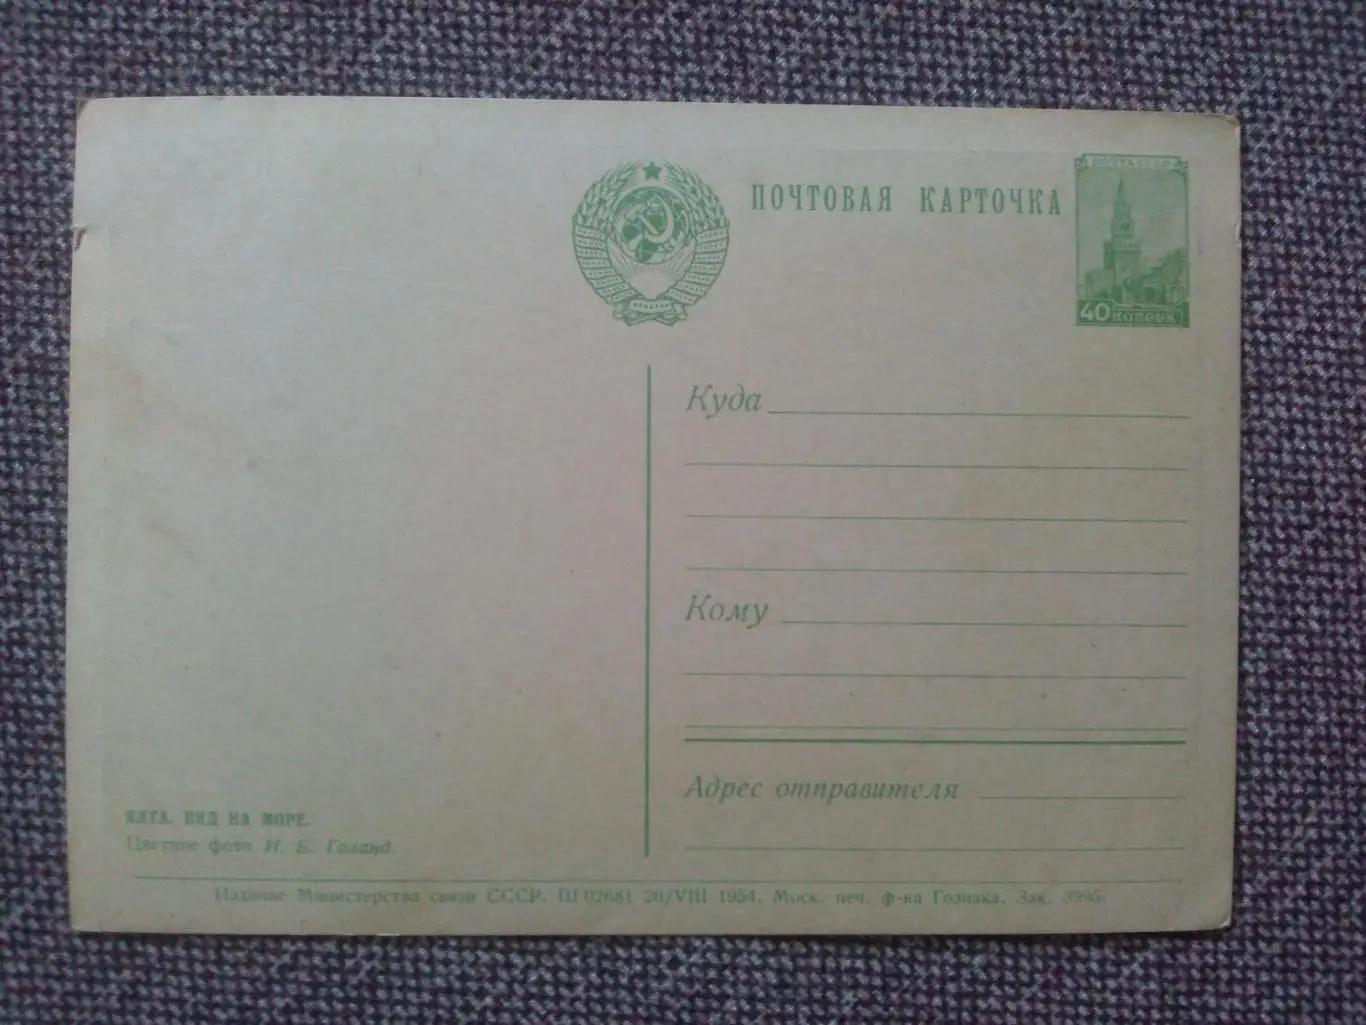 ПОЧТОВАЯ КАРТОЧКА
ПОЧТА СССР
40 КОПЕЕК
Куда
Кому
Адрес отправителя
ЯЛТА. ВИД НА МОРЕ.
Цветное фото И. Б. Голанд.
Издание Министерства связи СССР. Ш 02681 20/VIII 1954. Моск. печ. ф-ка Гознака. Зак. 3995.